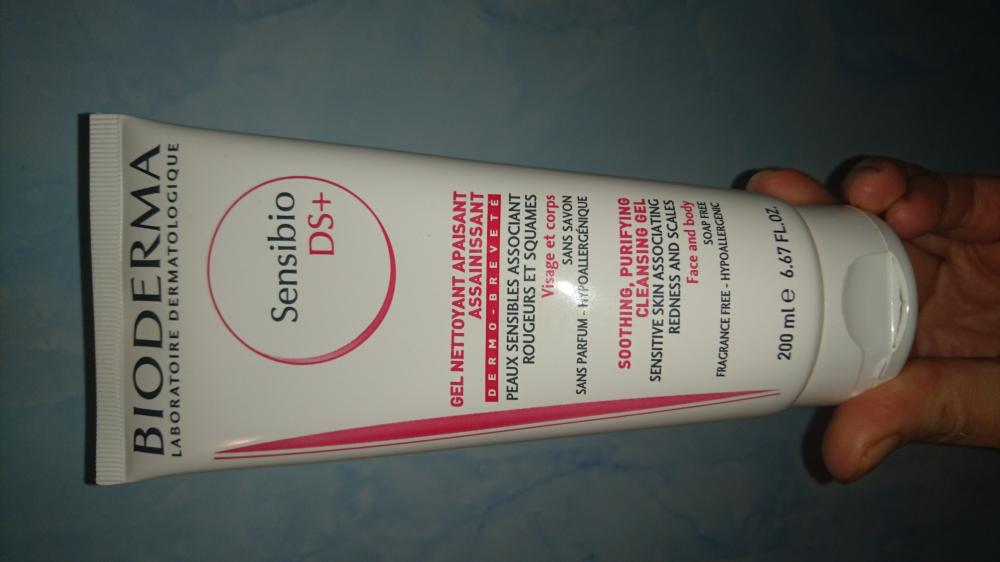 BIODERMA
LABORATOIRE DERMATOLOGIQUE
Sensibio
DS+
GEL NETTOYANT APAISANT
ASSAINISSANT
DERMO-BREVETÉ
PEAUX SENSIBLES ASSOCIANT
ROUGEURS ET SQUAMES
Visage et corps
SANS SAVON
SANS PARFUM - HYPOALLERGÉNIQUE
SOOTHING, PURIFYING
CLEANSING GEL
SENSITIVE SKIN ASSOCIATING
REDNESS AND SCALES
Face and body
SOAP FREE
FRAGRANCE FREE - HYPOALLERGENIC
200 ml e 6.67 FL.OZ.